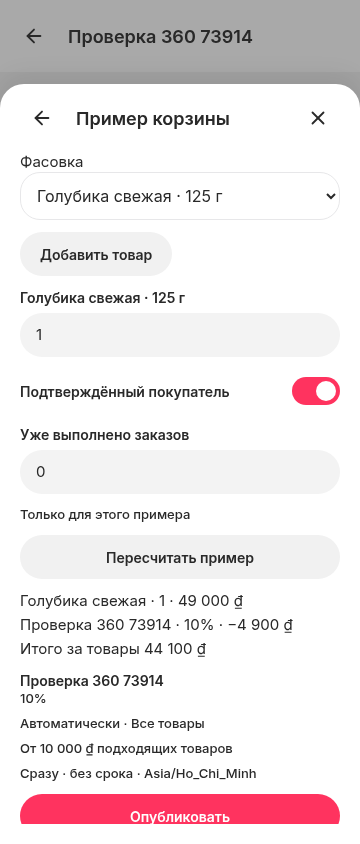 Проверка 360 73914
Пример корзины
Фасовка
Голубика свежая · 125 г
Добавить товар
Голубика свежая · 125 г
1
Подтверждённый покупатель
Уже выполнено заказов
0
Только для этого примера
Пересчитать пример
Голубика свежая · 1 · 49 000 ₫
Проверка 360 73914 · 10% · −4 900 ₫
Итого за товары 44 100 ₫
Проверка 360 73914
10%
Автоматически · Все товары
От 10 000 ₫ подходящих товаров
Сразу · без срока · Asia/Ho_Chi_Minh
Опубликовать